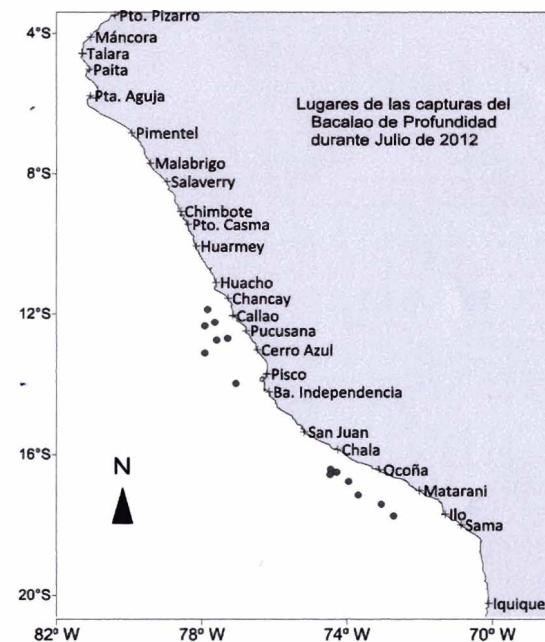 Pto. Pizarro
4°S
Máncora
Talara
Paita
Pta. Aguja
Lugares de las capturas del
Bacalao de Profundidad
durante Julio de 2012
Pimentel
Malabrigo
8°S
Salaverry
Chimbote
Pto. Casma
Huarmey
Huacho
Chancay
12°S
Callao
Pucusana
Cerro Azul
Pisco
Ba. Independencia
San Juan
16°S
Chala
Ocoña
N
Matarani
Ilo
Sama
20°S
Iquique
82° W
78° W
74° W
70° W